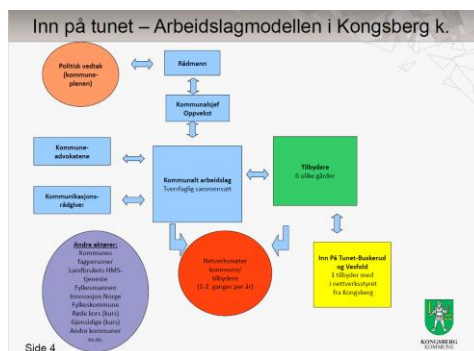 Inn på tunet – Arbeidslagmodellen i Kongsberg k.
Politisk vedtak
(kommune-
planen)
Rådmann
Kommunalsjef
Oppvekst
Kommune-
advokatene
Kommunikasjons-
rådgiver
Kommunalt arbeidslag
Tverrfaglig sammensatt
Tilbydere
6 ulike gårder
Andre aktører:
Kommunes
fagpersoner
Landbrukets HMS-
tjeneste
Fylkesmannen
Innovasjon Norge
Fylkeskommune
Røde kors (kurs)
Gjensidige (kurs)
Andre kommuner
m.m.
Netverksmøter
kommune/
tilbydere
(1-2. ganger per år)
Inn På Tunet-Buskerud
og Vesfold
1 tilbyder med
i nettverksstyret
fra Kongsberg
Side 4
KONGSBERG
KOMMUNE